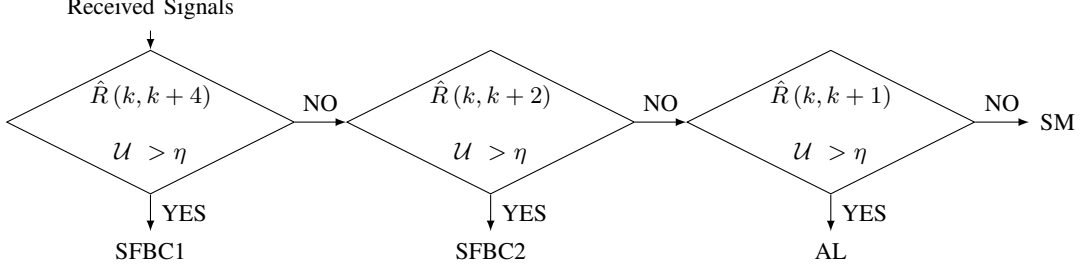 Received Signals
R̂ (k, k + 4)
U > η
NO
R̂ (k, k + 2)
U > η
NO
R̂ (k, k + 1)
U > η
NO
SM
YES
YES
YES
SFBC1
SFBC2
AL